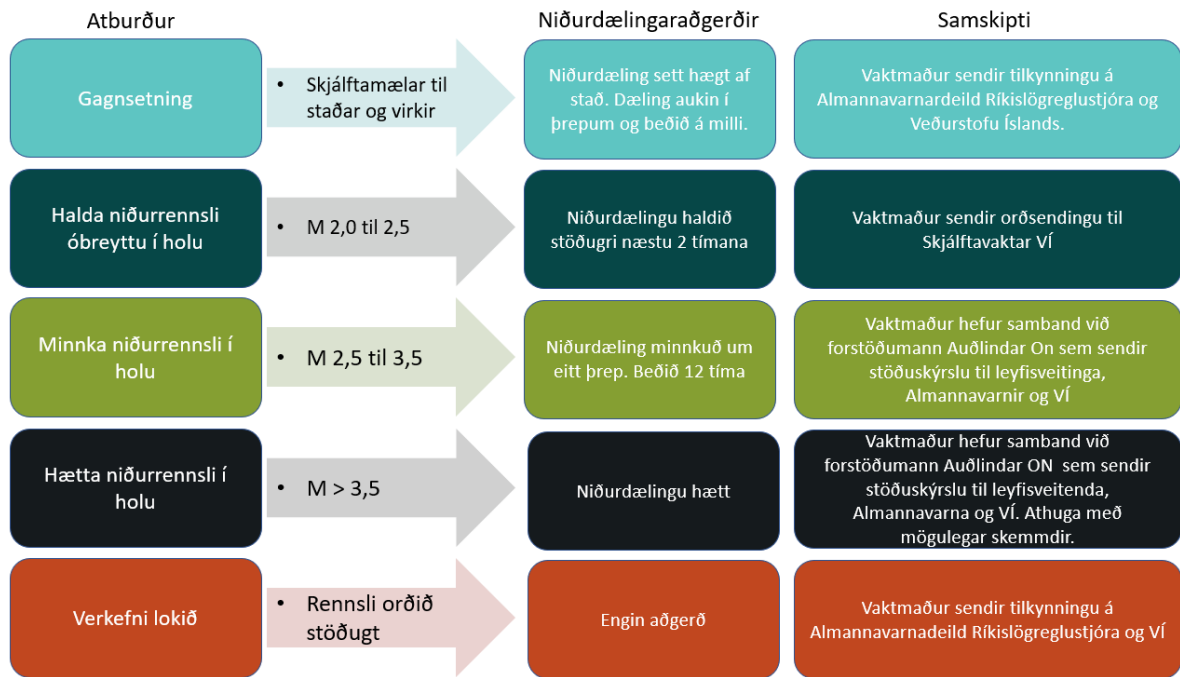 Atburður
Niðurdælingaraðgerðir
Samskipti
Gagnsetning
• Skjálftamælar til
staðar og virkir
Niðurdæling sett hægt af
stað. Dæling aukin í
þrepum og beðið á milli.
Vaktmaður sendir tilkynningu á
Almannavarnardeild Ríkislögreglustjóra og
Veðurstofu Íslands.
Halda niðurrennsli
óbreyttu í holu
• M 2,0 til 2,5
Niðurdælingu haldið
stöðugri næstu 2 tímana
Vaktmaður sendir orðsendingu til
Skjálftavaktar VÍ
Minnka niðurrennsli í
holu
• M 2,5 til 3,5
Niðurdæling minnkuð um
eitt þrep. Beðið 12 tíma
Vaktmaður hefur samband við
forstöðumann Auðlindar On sem sendir
stöðuskýrslu til leyfisveitinga,
Almannavarnir og VÍ
Hætta niðurrennsli í
holu
• M > 3,5
Niðurdælingu hætt
Vaktmaður hefur samband við
forstöðumann Auðlindar ON sem sendir
stöðuskýrslu til leyfisveitenda,
Almannavarna og VÍ. Athuga með
mögulegar skemmdir.
Verkefni lokið
• Rennsli orðið
stöðugt
Engin aðgerð
Vaktmaður sendir tilkynningu á
Almannavarnadeild Ríkislögreglustjóra og VÍ